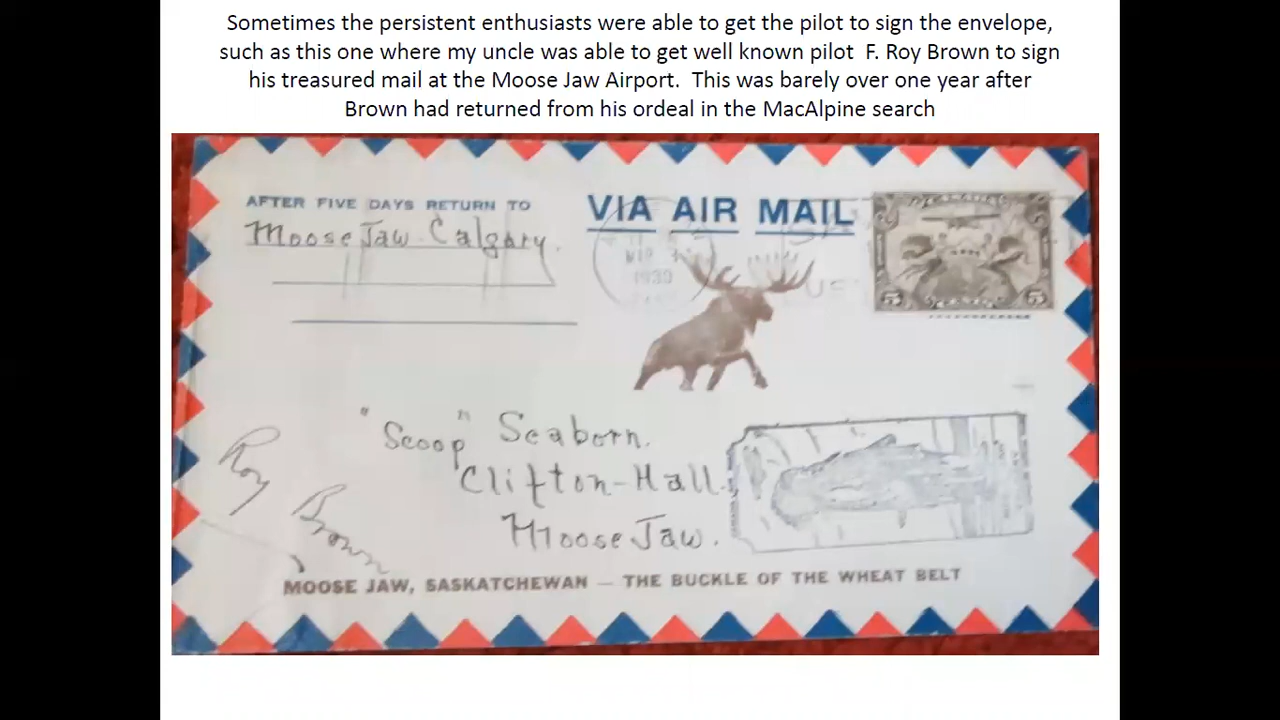 Sometimes the persistent enthusiasts were able to get the pilot to sign the envelope,
such as this one where my uncle was able to get well known pilot F. Roy Brown to sign
his treasured mail at the Moose Jaw Airport. This was barely over one year after
Brown had returned from his ordeal in the MacAlpine search
AFTER FIVE DAYS RETURN TO
Moose Jaw. Calgary.
VIA AIR MAIL
5 5
"Scoop" Seaborn.
Clifton-Hall.
Moose Jaw.
Roy
Brown
MOOSE JAW, SASKATCHEWAN — THE BUCKLE OF THE WHEAT BELT